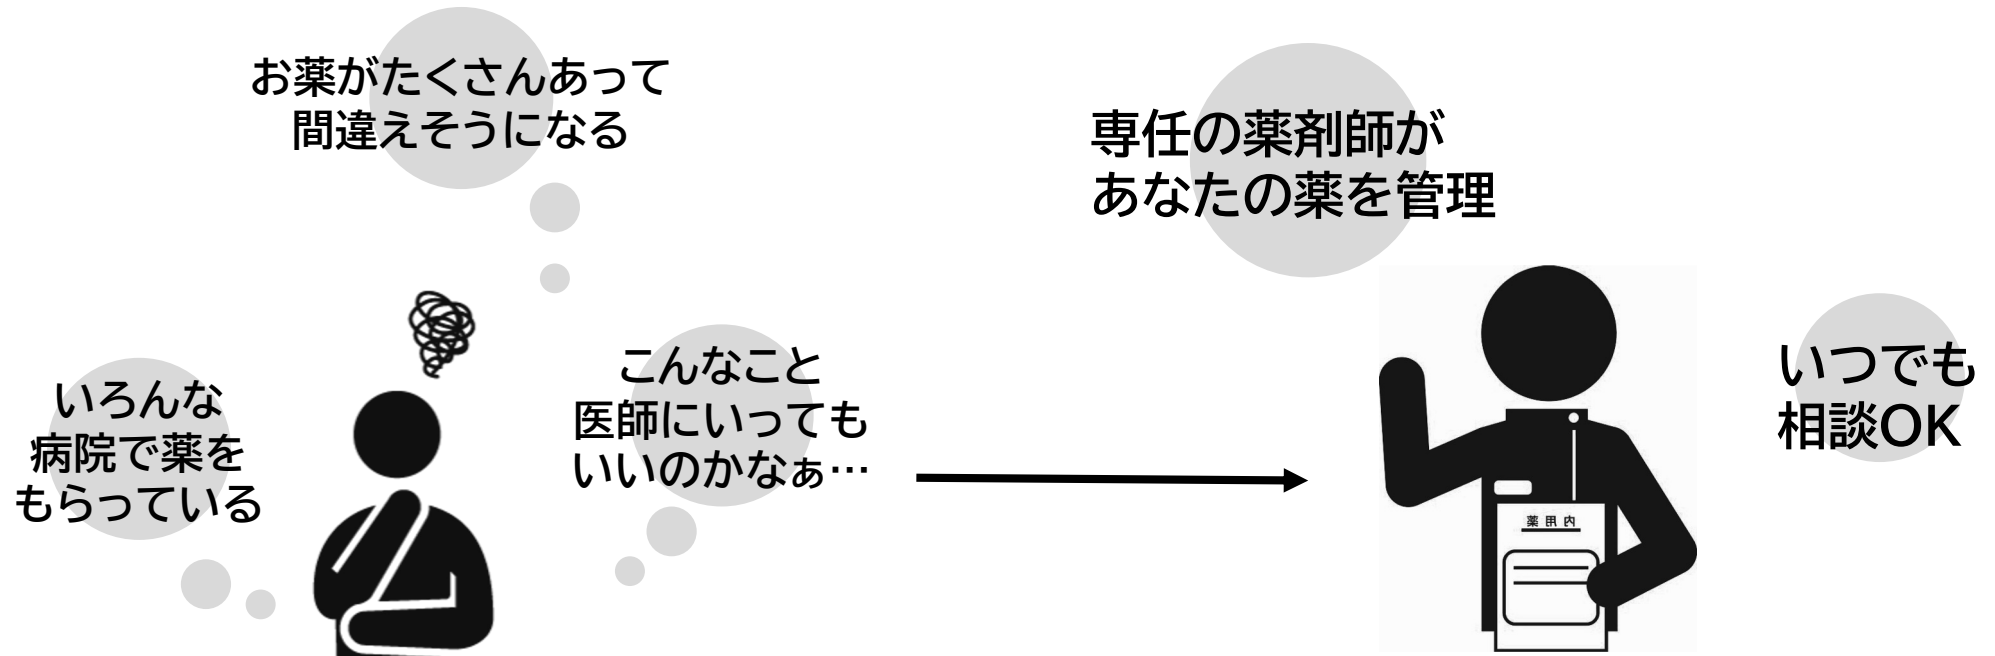 お薬がたくさんあって
間違えそうになる
いろんな
病院で薬を
もらっている
こんなこと
医師にいっても
いいのかなぁ…
専任の薬剤師が
あなたの薬を管理
いつでも
相談OK
内用薬